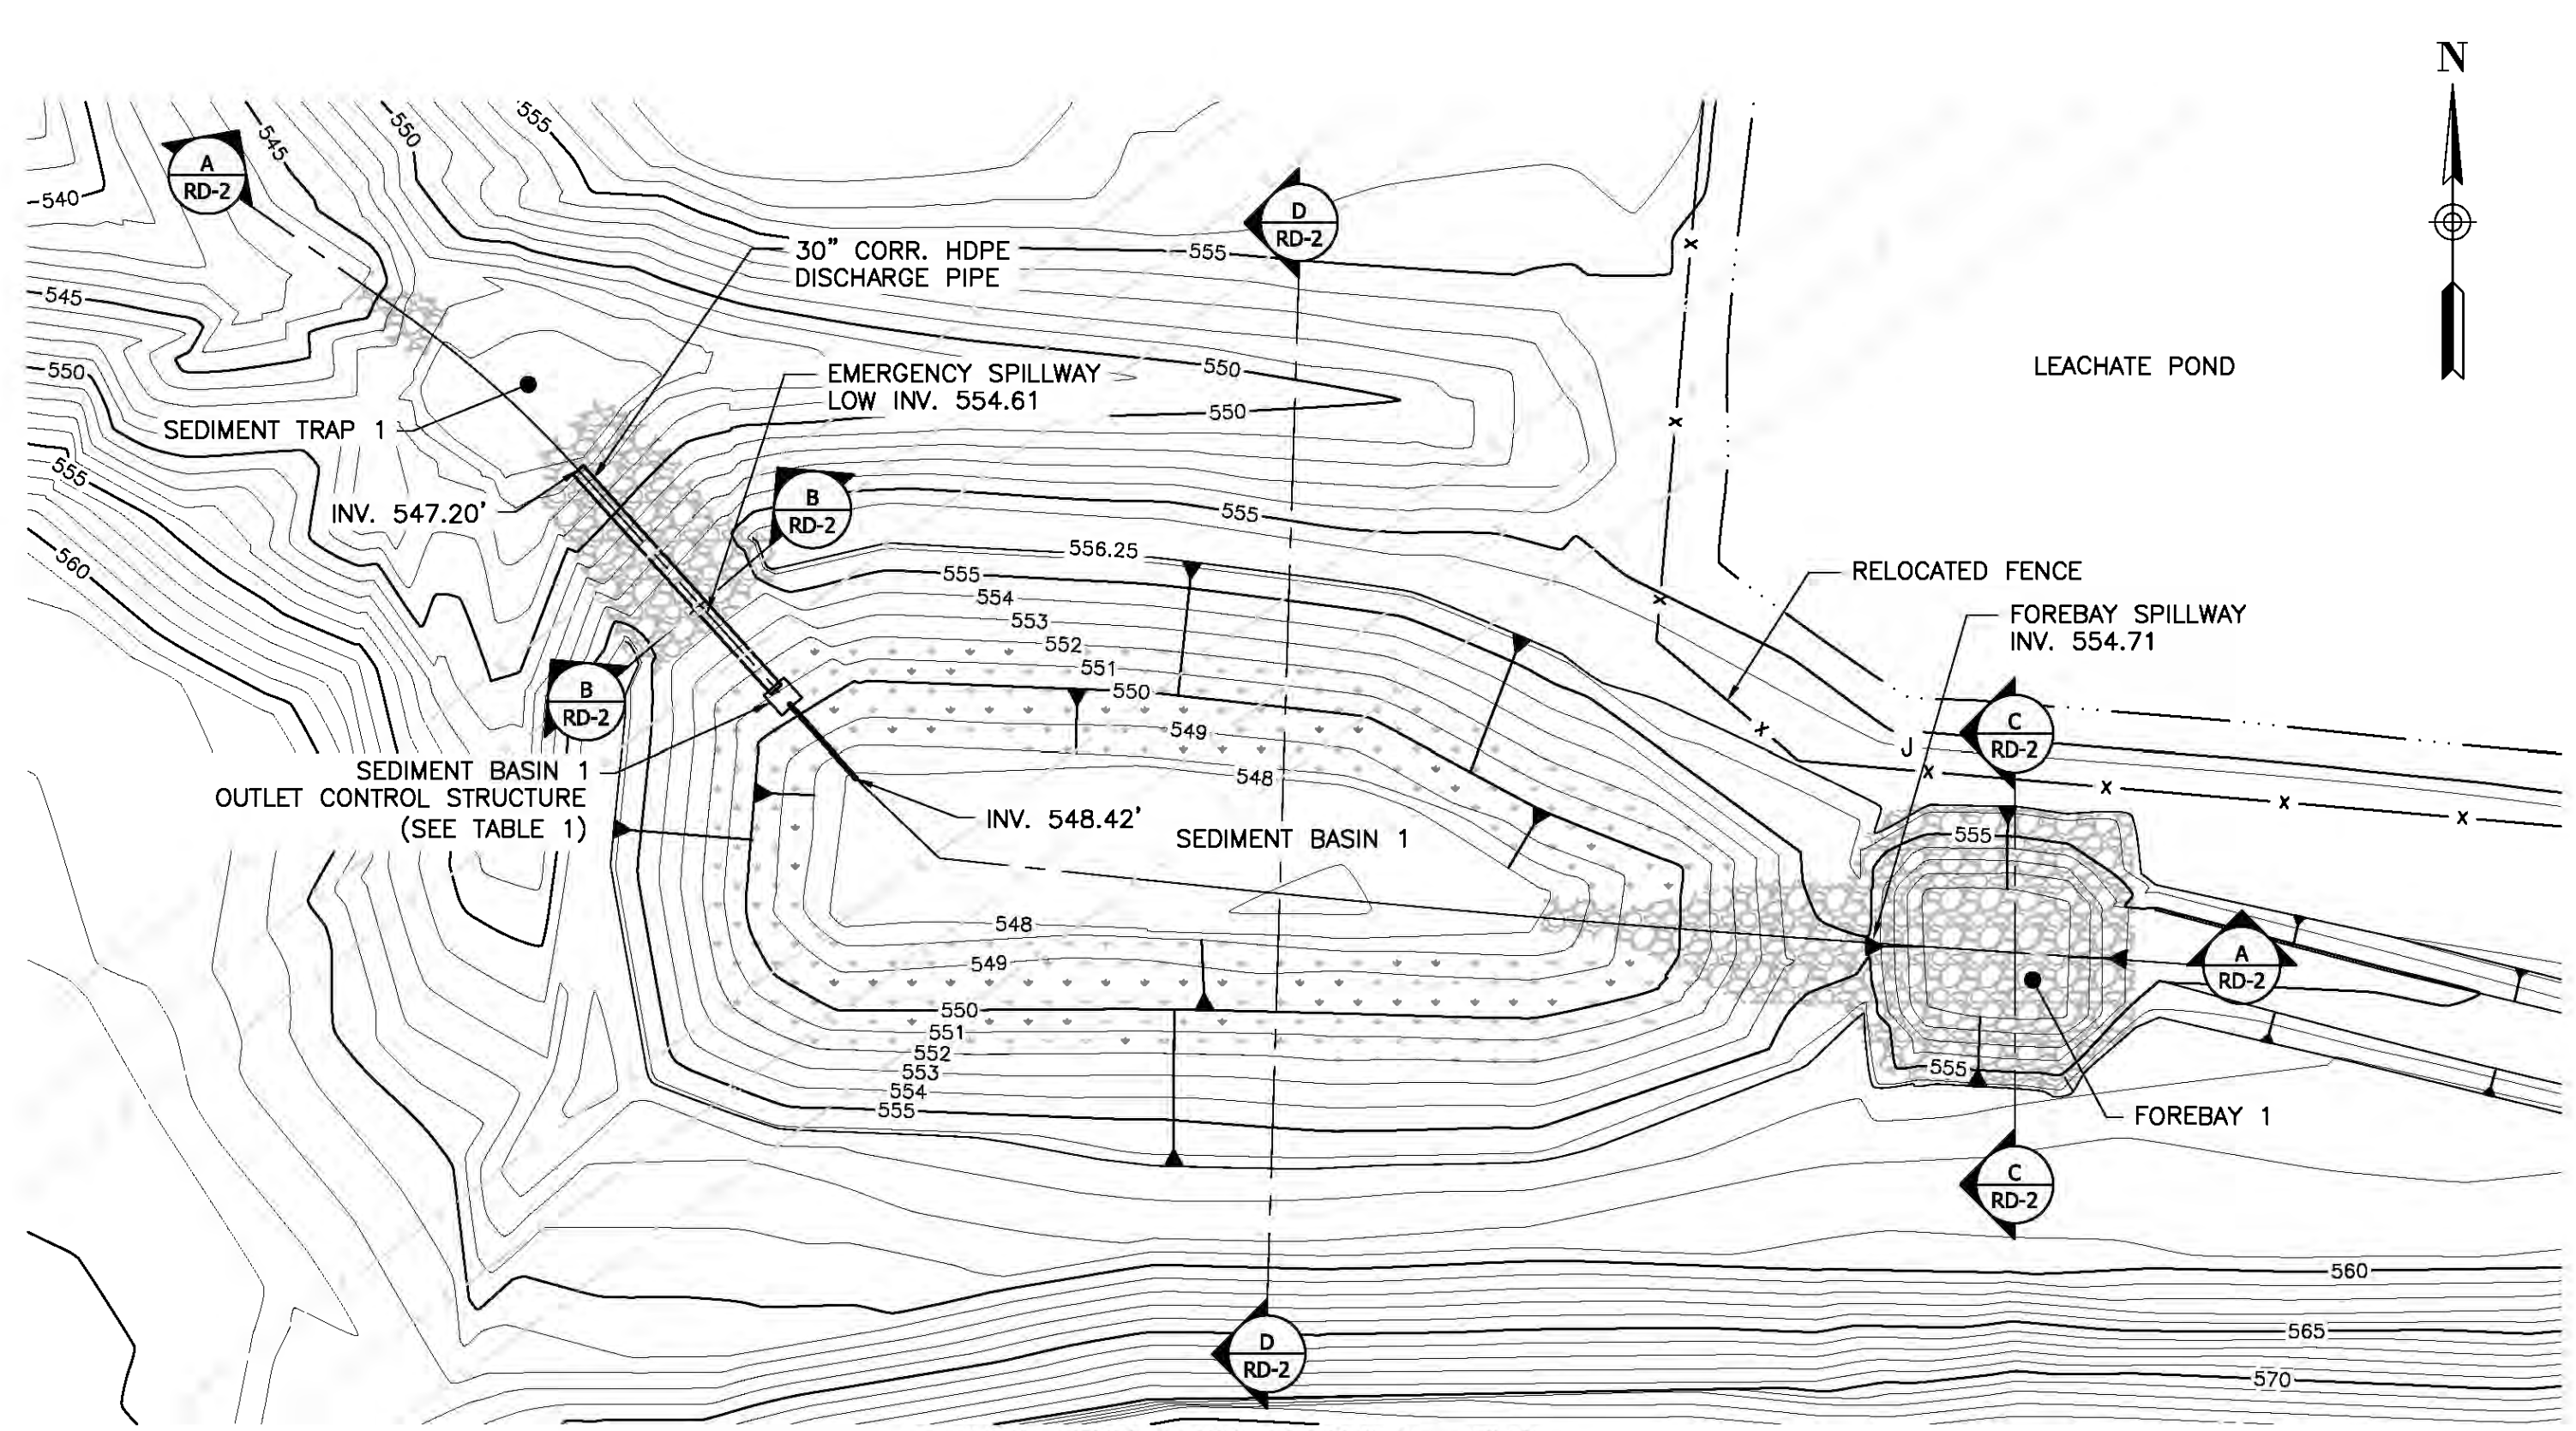 N
555
550
545
A
RD-2
540
D
RD-2
30" CORR. HDPE
DISCHARGE PIPE
555
545
550
LEACHATE POND
550
EMERGENCY SPILLWAY
LOW INV. 554.61
550
SEDIMENT TRAP 1
555
INV. 547.20'
B
RD-2
555
560
556.25
555
554
553
552
551
550
549
548
RELOCATED FENCE
FOREBAY SPILLWAY
INV. 554.71
B
RD-2
C
RD-2
J
X
X
X
X
X
X
X
X
SEDIMENT BASIN 1
OUTLET CONTROL STRUCTURE
(SEE TABLE 1)
INV. 548.42'
SEDIMENT BASIN 1
555
548
549
550
551
552
553
554
555
A
RD-2
555
FOREBAY 1
C
RD-2
560
565
570
D
RD-2